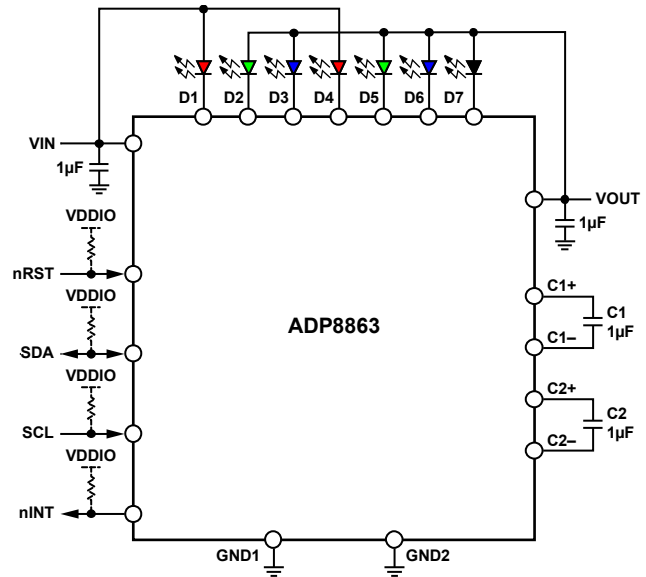 D1 D2 D3 D4 D5 D6 D7
VIN
1µF
VOUT
1µF
VDDIO
nRST
VDDIO
SDA
VDDIO
SCL
VDDIO
nINT
ADP8863
C1+
C1
1µF
C1–
C2+
C2
1µF
C2–
GND1
GND2